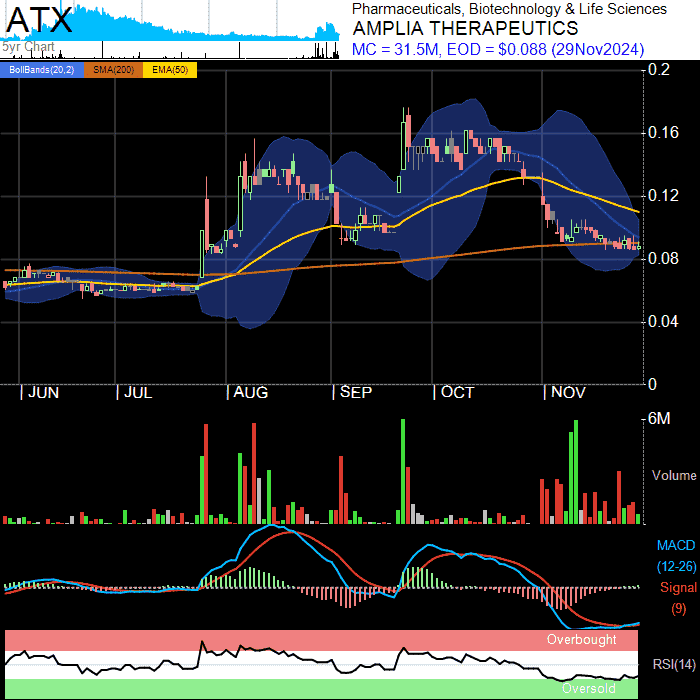 ATX
5yr Chart
Pharmaceuticals, Biotechnology & Life Sciences
AMPLIA THERAPEUTICS
MC = 31.5M, EOD = $0.088 (29Nov2024)
BollBands(20,2) SMA(200) EMA(50)
0.2
0.16
0.12
0.08
0.04
0
JUN JUL AUG SEP OCT NOV
6M
Volume
MACD
(12-26)
Signal
(9)
Overbought
RSI(14)
Oversold